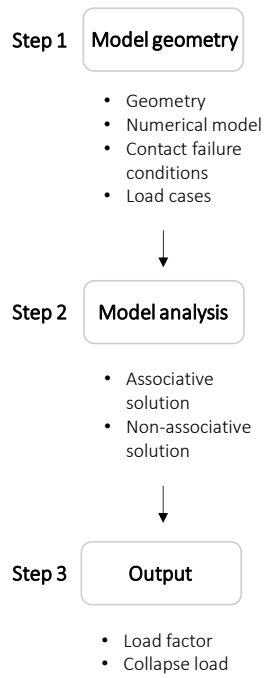 Step 1
Model geometry
• Geometry
• Numerical model
• Contact failure
conditions
• Load cases
Step 2
Model analysis
• Associative
solution
• Non-associative
solution
Step 3
Output
• Load factor
• Collapse load